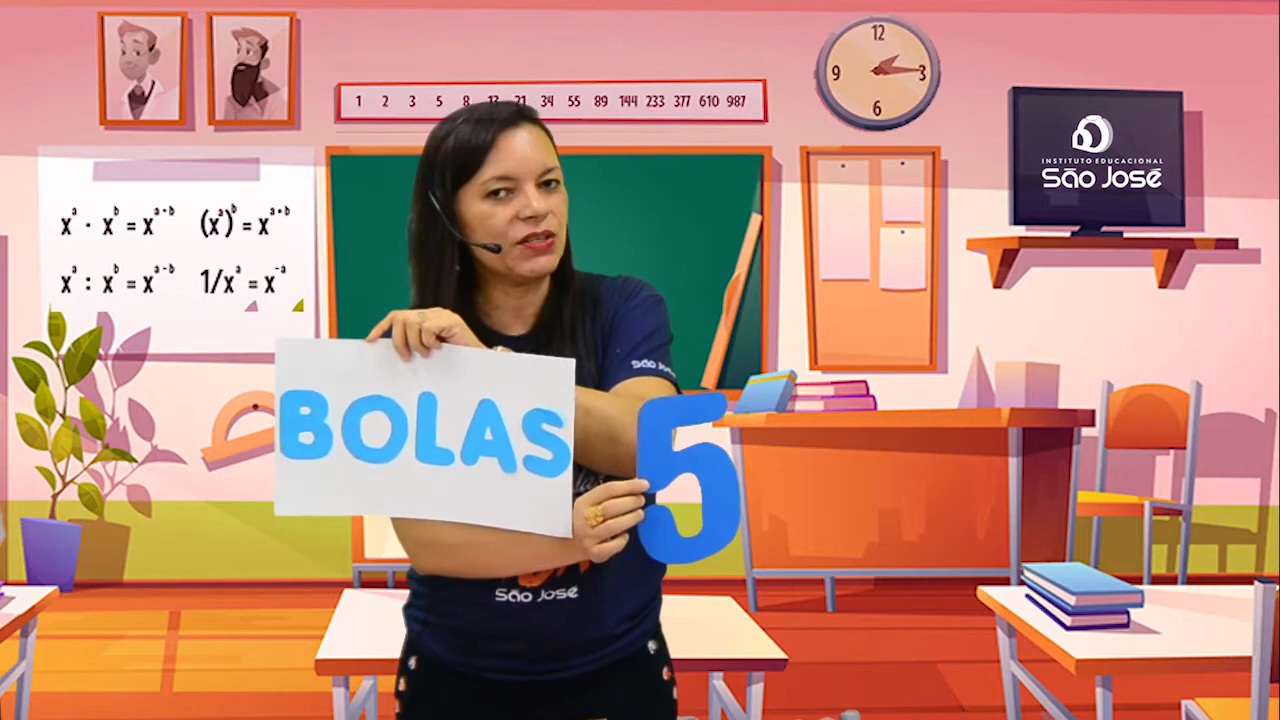 12
9
3
6
1 2 3 5 8 13 21 34 55 89 144 233 377 610 987
INSTITUTO EDUCACIONAL
São José
xᵃ · xᵇ = xᵃ⁺ᵇ (xᵃ)ᵇ = xᵃ*ᵇ
xᵃ : xᵇ = xᵃ⁻ᵇ 1/xᵃ = x⁻ᵃ
São Jo
BOLAS
5
São José